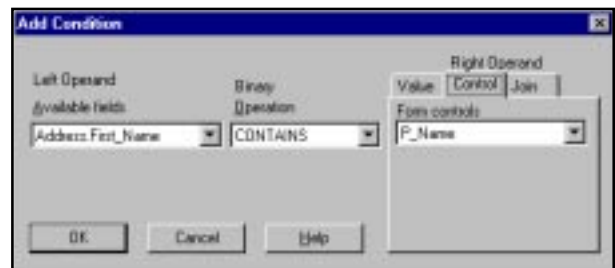 Add Condition
Left Operand
Available fields
Address.First_Name
Binary
Operation
CONTAINS
Right Operand
Value Control Join
Form controls
P_Name
OK Cancel Help